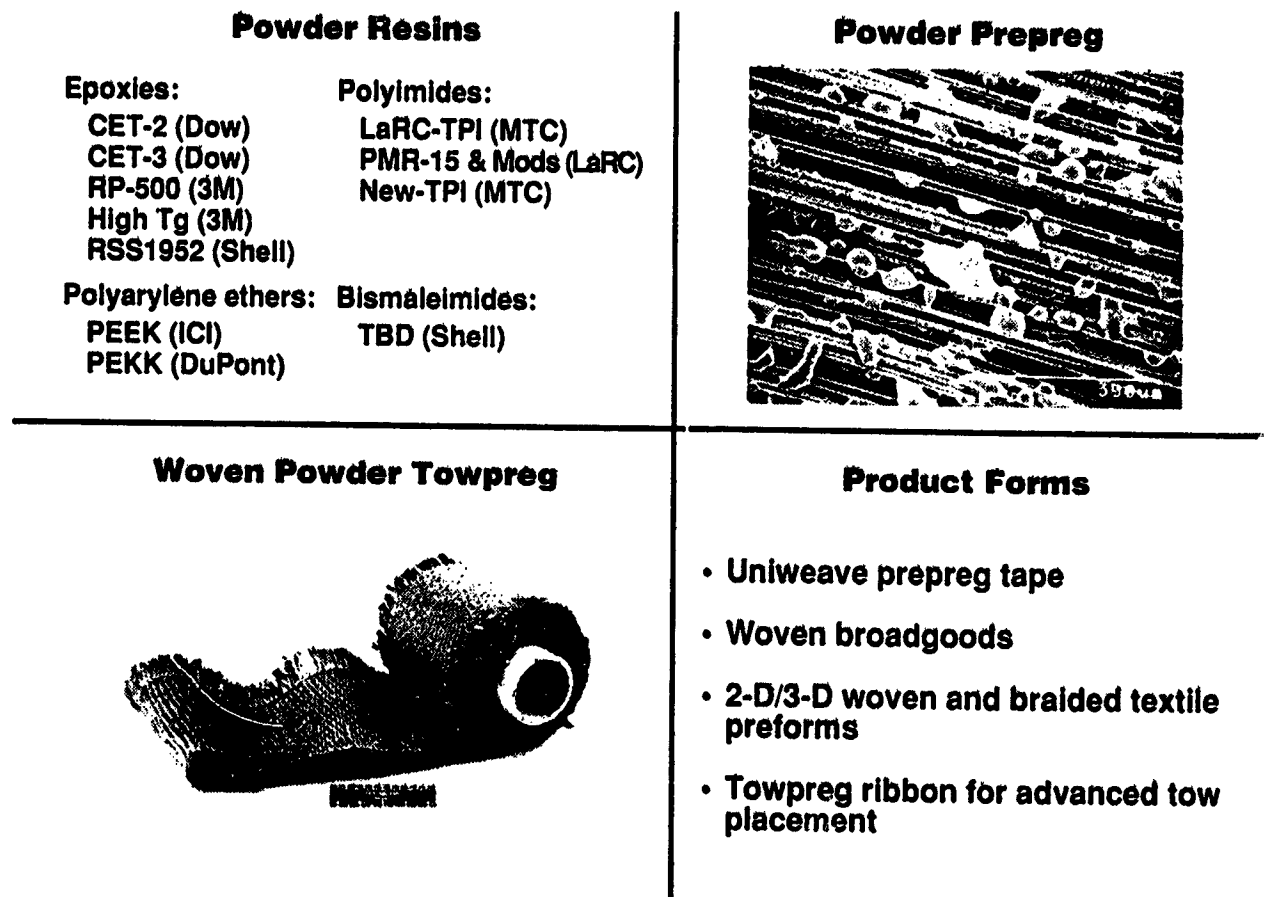 Powder Resins
Epoxies:
CET-2 (Dow)
CET-3 (Dow)
RP-500 (3M)
High Tg (3M)
RSS1952 (Shell)
Polyimides:
LaRC-TPI (MTC)
PMR-15 & Mods (LaRC)
New-TPI (MTC)
Polyarylene ethers:
PEEK (ICI)
PEKK (DuPont)
Bismaleimides:
TBD (Shell)
Powder Prepreg
Woven Powder Towpreg
Product Forms
• Uniweave prepreg tape
• Woven broadgoods
• 2-D/3-D woven and braided textile
preforms
• Towpreg ribbon for advanced tow
placement